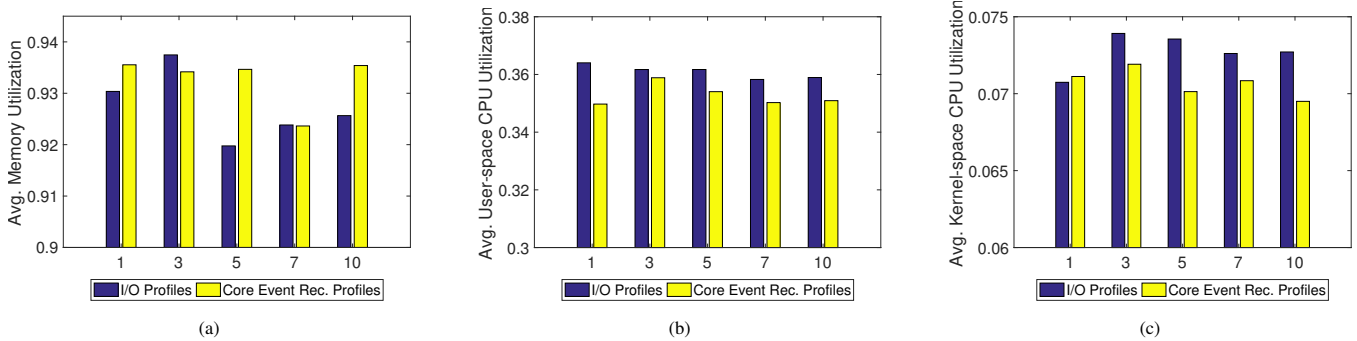 Avg. Memory Utilization
0.94
0.93
0.92
0.91
0.9
1 3 5 7 10
I/O Profiles Core Event Rec. Profiles
(a)
Avg. User-space CPU Utilization
0.38
0.36
0.34
0.32
0.3
1 3 5 7 10
I/O Profiles Core Event Rec. Profiles
(b)
Avg. Kernel-space CPU Utilization
0.075
0.07
0.065
0.06
1 3 5 7 10
I/O Profiles Core Event Rec. Profiles
(c)